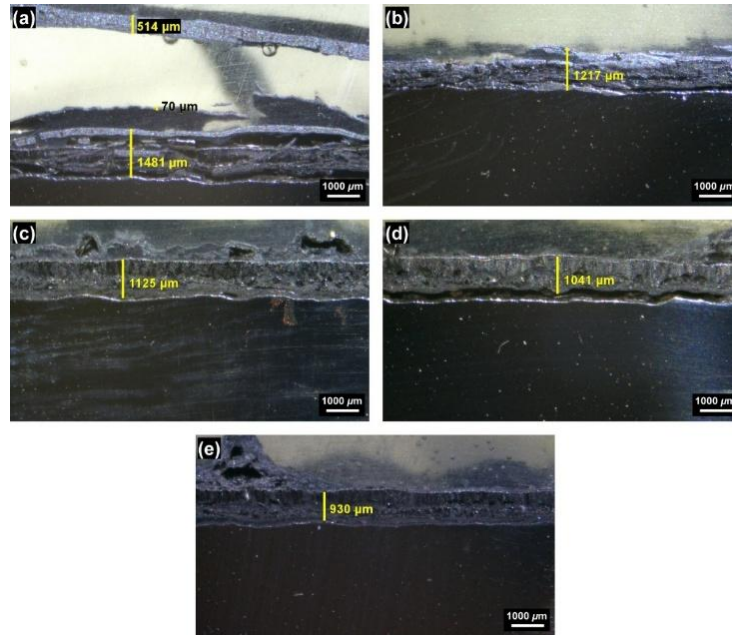 (a)
514 µm
70 µm
1481 µm
1000 µm
(b)
1217 µm
1000 µm
(c)
1125 µm
1000 µm
(d)
1041 µm
1000 µm
(e)
930 µm
1000 µm